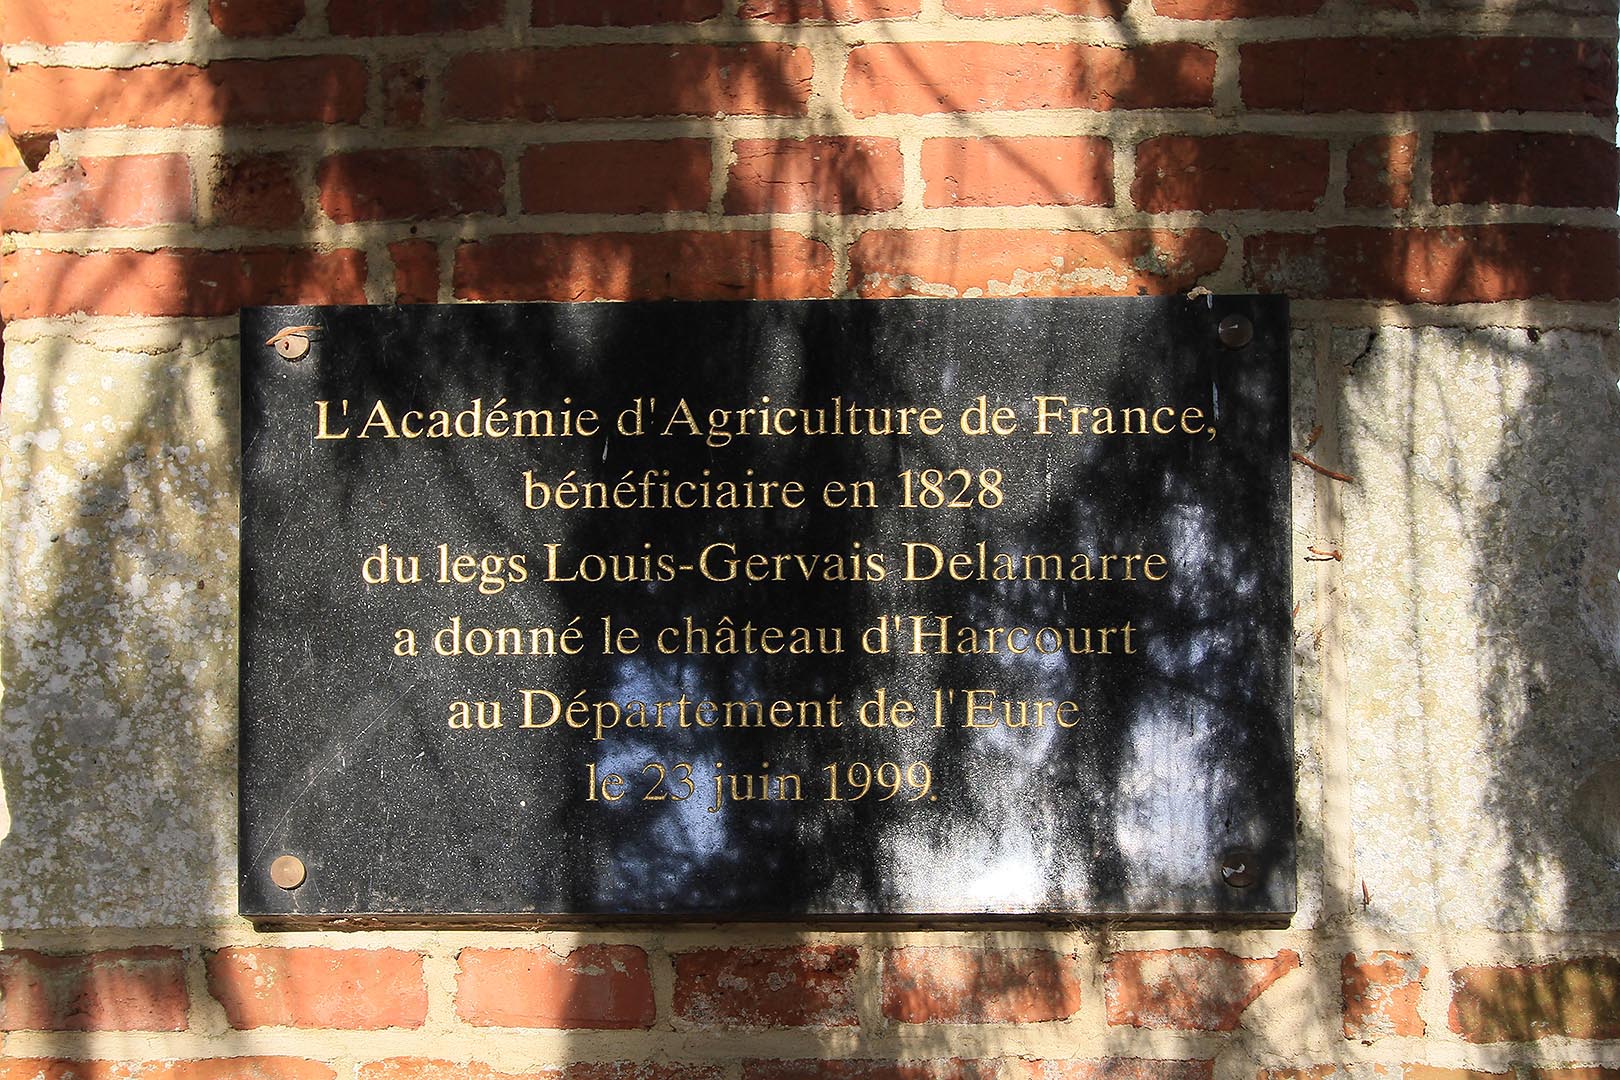 L'Académie d'Agriculture de France,
bénéficiaire en 1828
du legs Louis-Gervais Delamarre
a donné le château d'Harcourt
au Département de l'Eure
le 23 juin 1999.